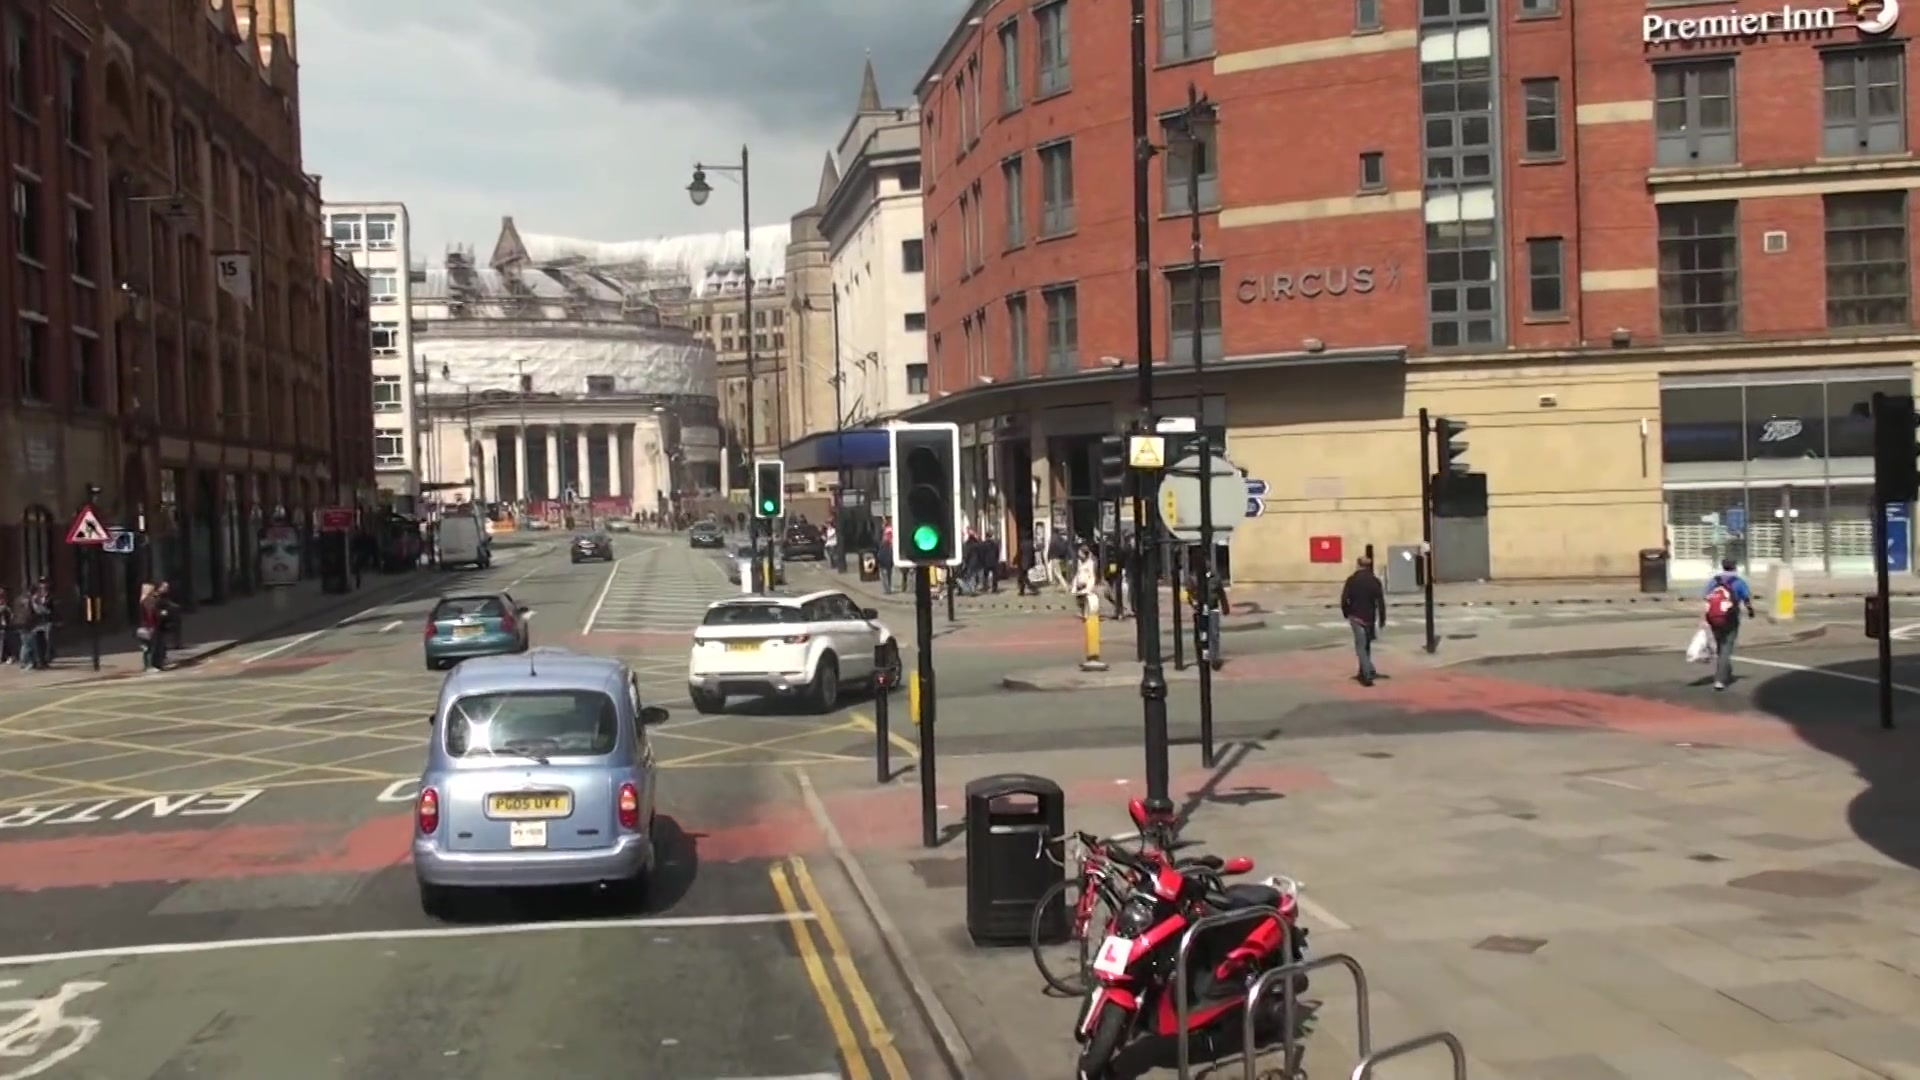 Premier Inn
15
CIRCUS
Boots
PG05 UVT
ENTR
L